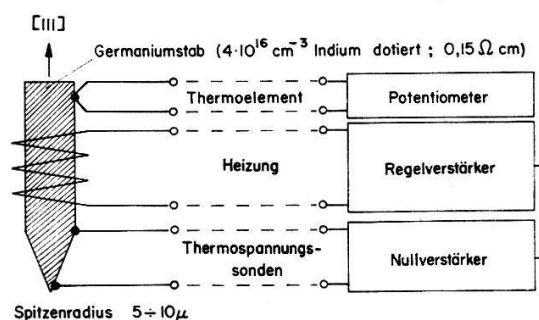 [111]
Germaniumstab (4·10¹⁶ cm⁻³ Indium dotiert ; 0,15 Ω cm)
Thermoelement
Potentiometer
Heizung
Regelverstärker
Thermospannungs-
sonden
Nullverstärker
Spitzenradius 5÷10μ